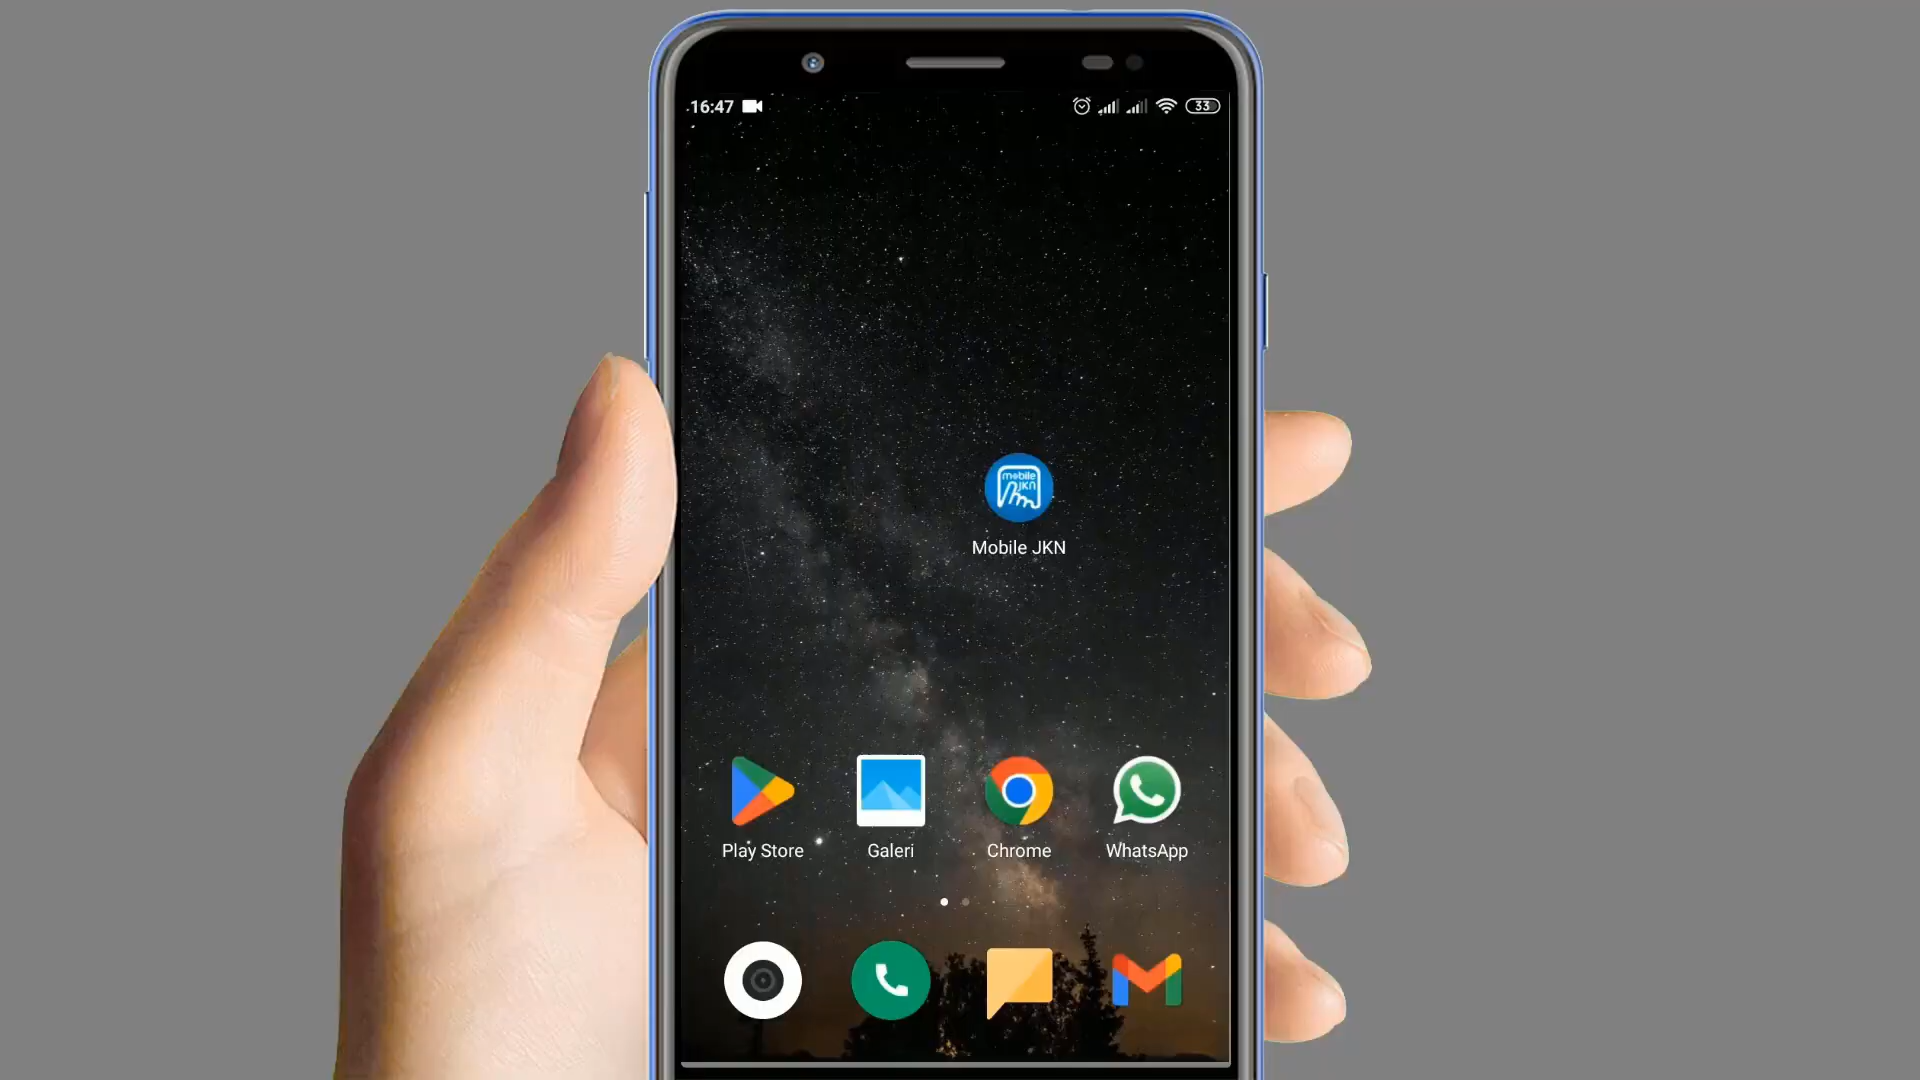 16:47
33
mobile
JKN
Mobile JKN
Play Store
Galeri
Chrome
WhatsApp